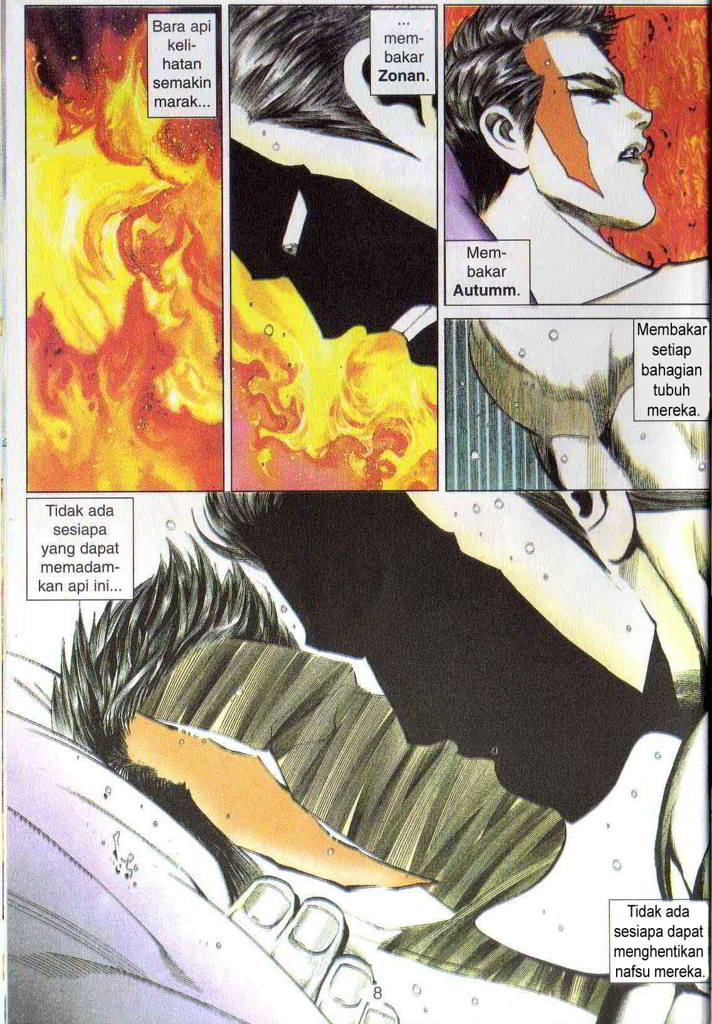 Bara api
keli-
hatan
semakin
marak...
...
mem-
bakar
Zonan.
Mem-
bakar
Autumm.
Membakar
setiap
bahagian
tubuh
mereka.
Tidak ada
sesiapa
yang dapat
memadam-
kan api ini...
Tidak ada
sesiapa dapat
menghentikan
nafsu mereka.
8